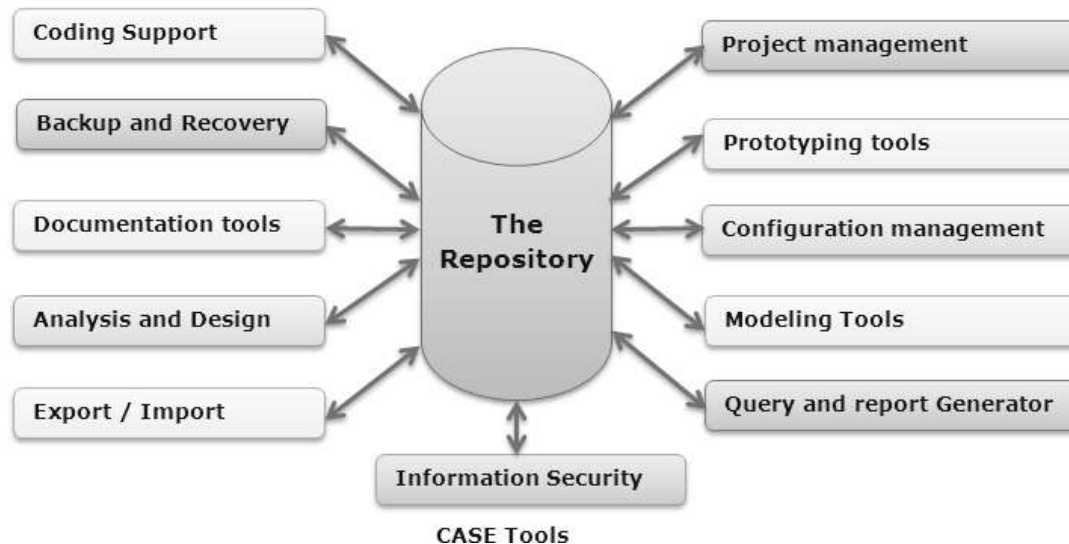 Coding Support
Backup and Recovery
Documentation tools
Analysis and Design
Export / Import
The
Repository
Project management
Prototyping tools
Configuration management
Modeling Tools
Query and report Generator
Information Security
CASE Tools